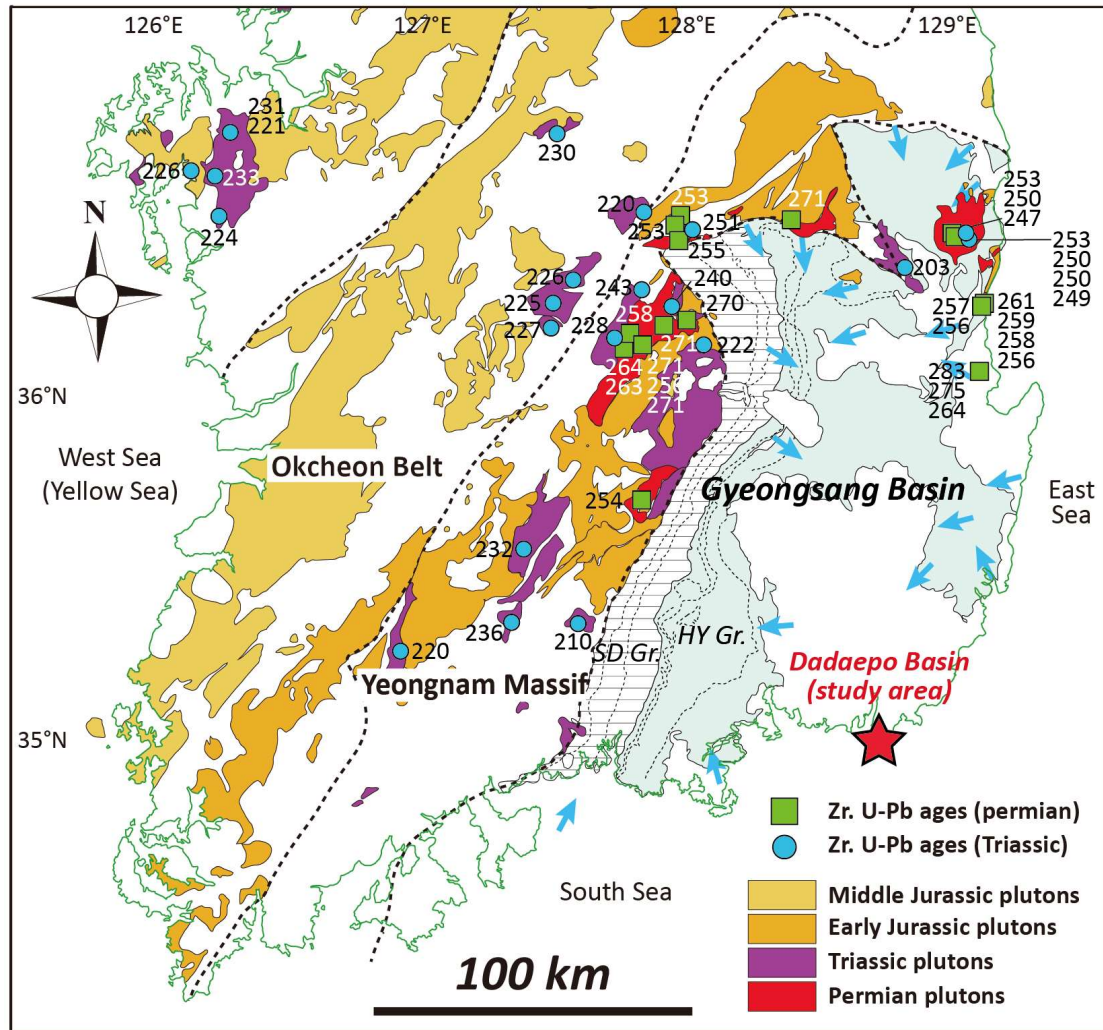 126°E
127°E
128°E
129°E
231
221
226
233
224
N
230
220
253
253
251
255
271
253
250
247
253
250
250
249
203
226
225
227
243
240
270
228
258
222
264
263
271
271
256
271
257
256
261
259
258
256
283
275
264
36°N
West Sea
(Yellow Sea)
Okcheon Belt
Gyeongsang Basin
East
Sea
254
232
236
210
220
SD Gr.
HY Gr.
Yeongnam Massif
Dadaepo Basin
(study area)
35°N
South Sea
Zr. U-Pb ages (permian)
Zr. U-Pb ages (Triassic)
Middle Jurassic plutons
Early Jurassic plutons
Triassic plutons
Permian plutons
100 km